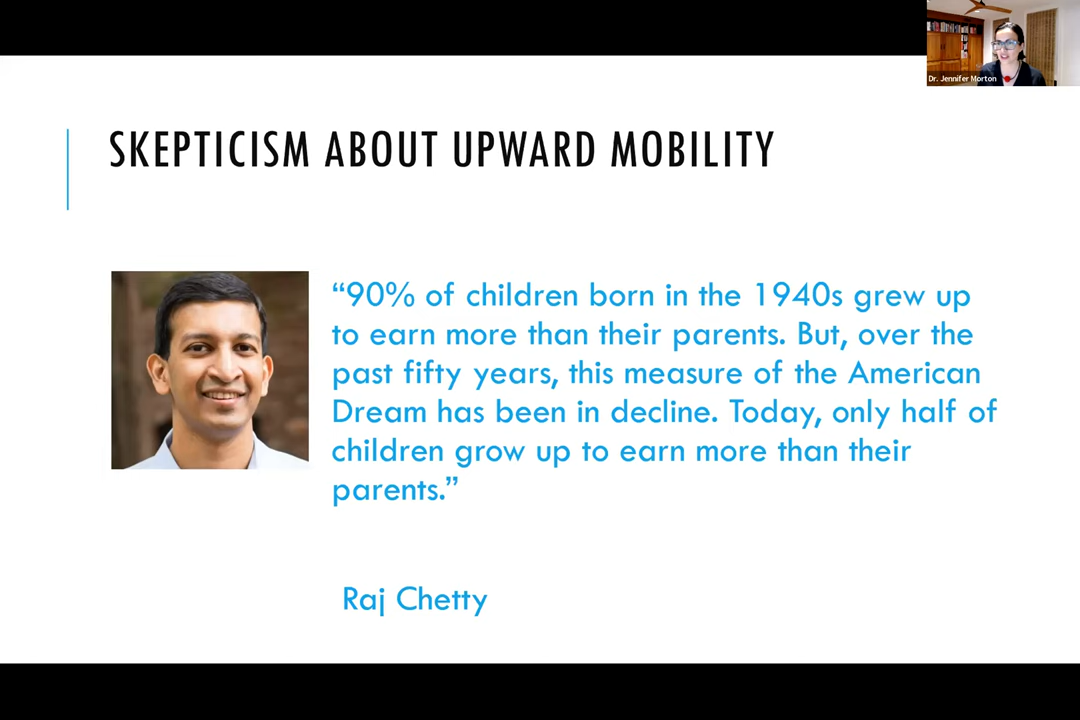 Dr. Jennifer Morton
SKEPTICISM ABOUT UPWARD MOBILITY
“90% of children born in the 1940s grew up
to earn more than their parents. But, over the
past fifty years, this measure of the American
Dream has been in decline. Today, only half of
children grow up to earn more than their
parents.”
Raj Chetty